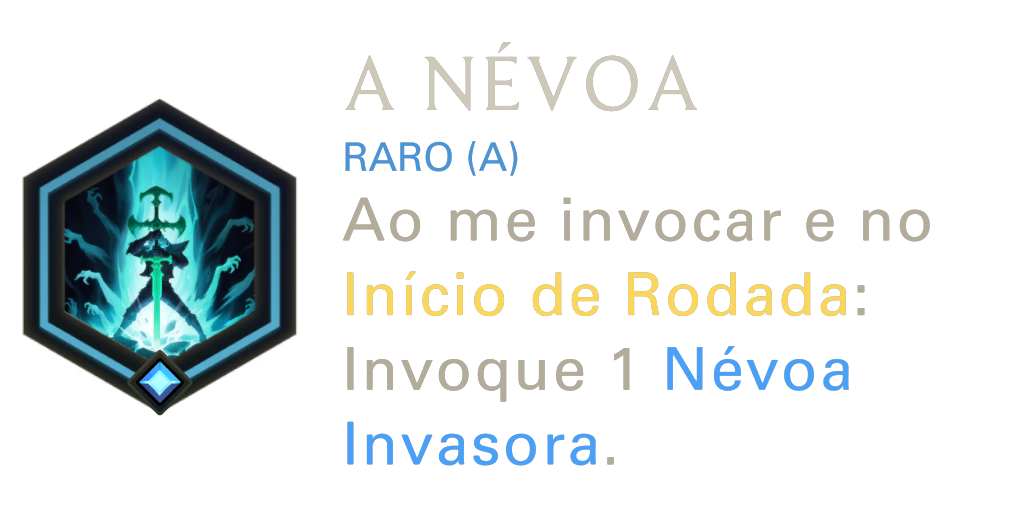 A NÉVOA
RARO (A)
Ao me invocar e no
Início de Rodada:
Invoque 1 Névoa
Invasora.